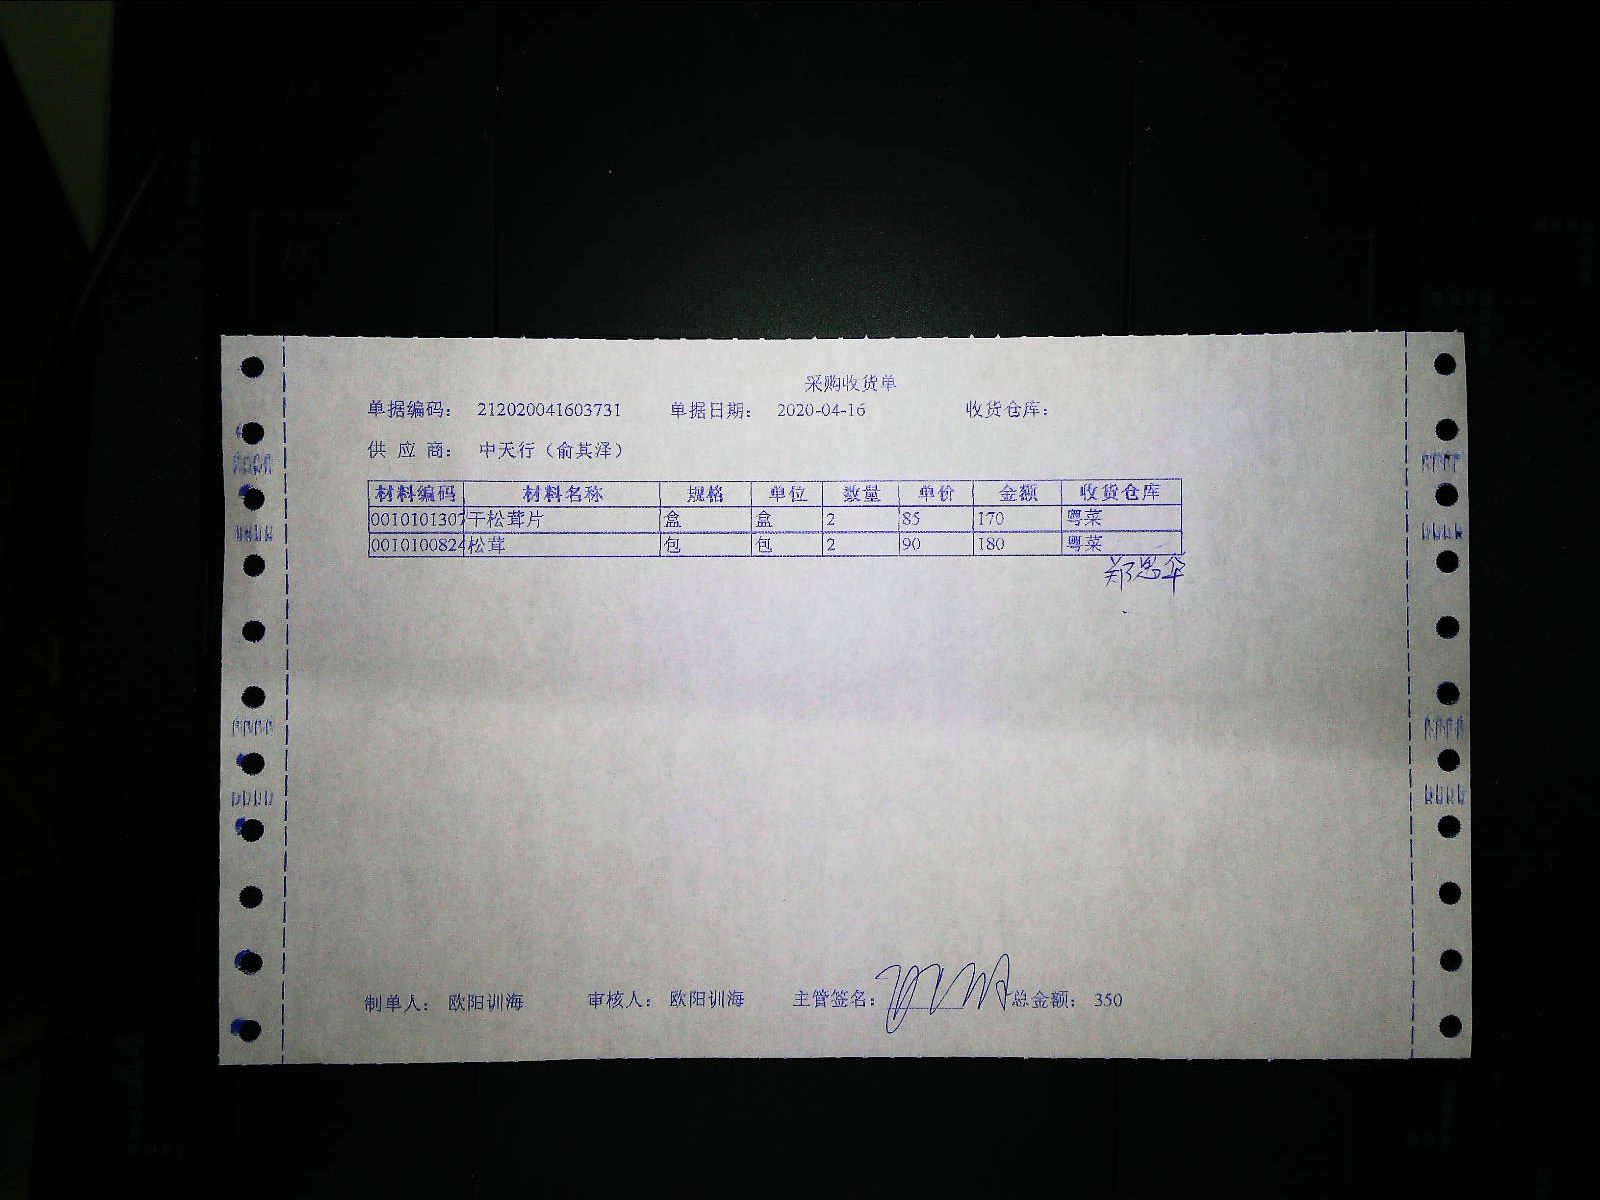 采购收货单
单据编码： 212020041603731 单据日期： 2020-04-16 收货仓库：
供 应 商： 中天行（俞其泽）
材料编码 材料名称 规格 单位 数量 单价 金额 收货仓库
0010101307 干松茸片 盒 盒 2 85 170 粤菜
0010100824 松茸 包 包 2 90 180 粤菜
郑思华
制单人： 欧阳训海 审核人： 欧阳训海 主管签名： 总金额： 350